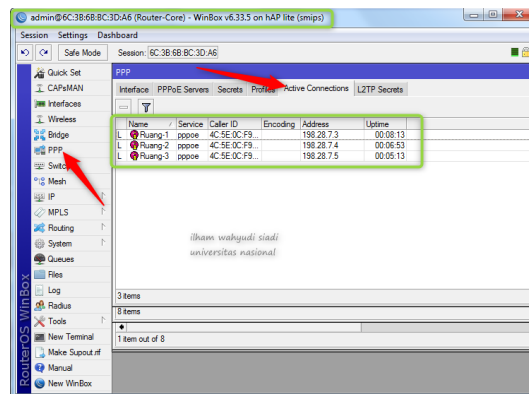 admin@6C:3B:6B:BC:3D:A6 (Router-Core) - WinBox v6.33.5 on hAP lite (smips)
Session Settings Dashboard
Safe Mode Session: 6C:3B:6B:BC:3D:A6
Quick Set
CAPsMAN
Interfaces
Wireless
Bridge
PPP
Switch
Mesh
IP
MPLS
Routing
System
Queues
Files
Log
Radius
Tools
New Terminal
Make Supout.rif
Manual
New WinBox
RouterOS WinBox
PPP
Interface PPPoE Servers Secrets Profiles Active Connections L2TP Secrets
Name Service Caller ID Encoding Address Uptime
L Ruang-1 pppoe 4C:5E:0C:F9... 198.28.7.3 00:08:13
L Ruang-2 pppoe 4C:5E:0C:F9... 198.28.7.4 00:06:53
L Ruang-3 pppoe 4C:5E:0C:F9... 198.28.7.5 00:05:13
ilham wahyudi siadi
universitas nasional
3 items
8 items
1 item out of 8